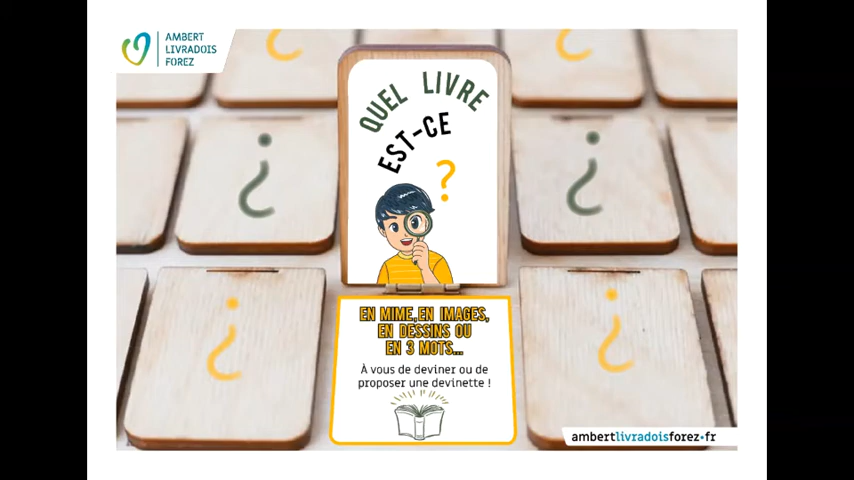 AMBERT
LIVRADOIS
FOREZ
QUEL LIVRE
EST-CE
?
EN MIME, EN IMAGES,
EN DESSINS OU
EN 3 MOTS...
À vous de deviner ou de
proposer une devinette !
ambertlivradoisforez•fr